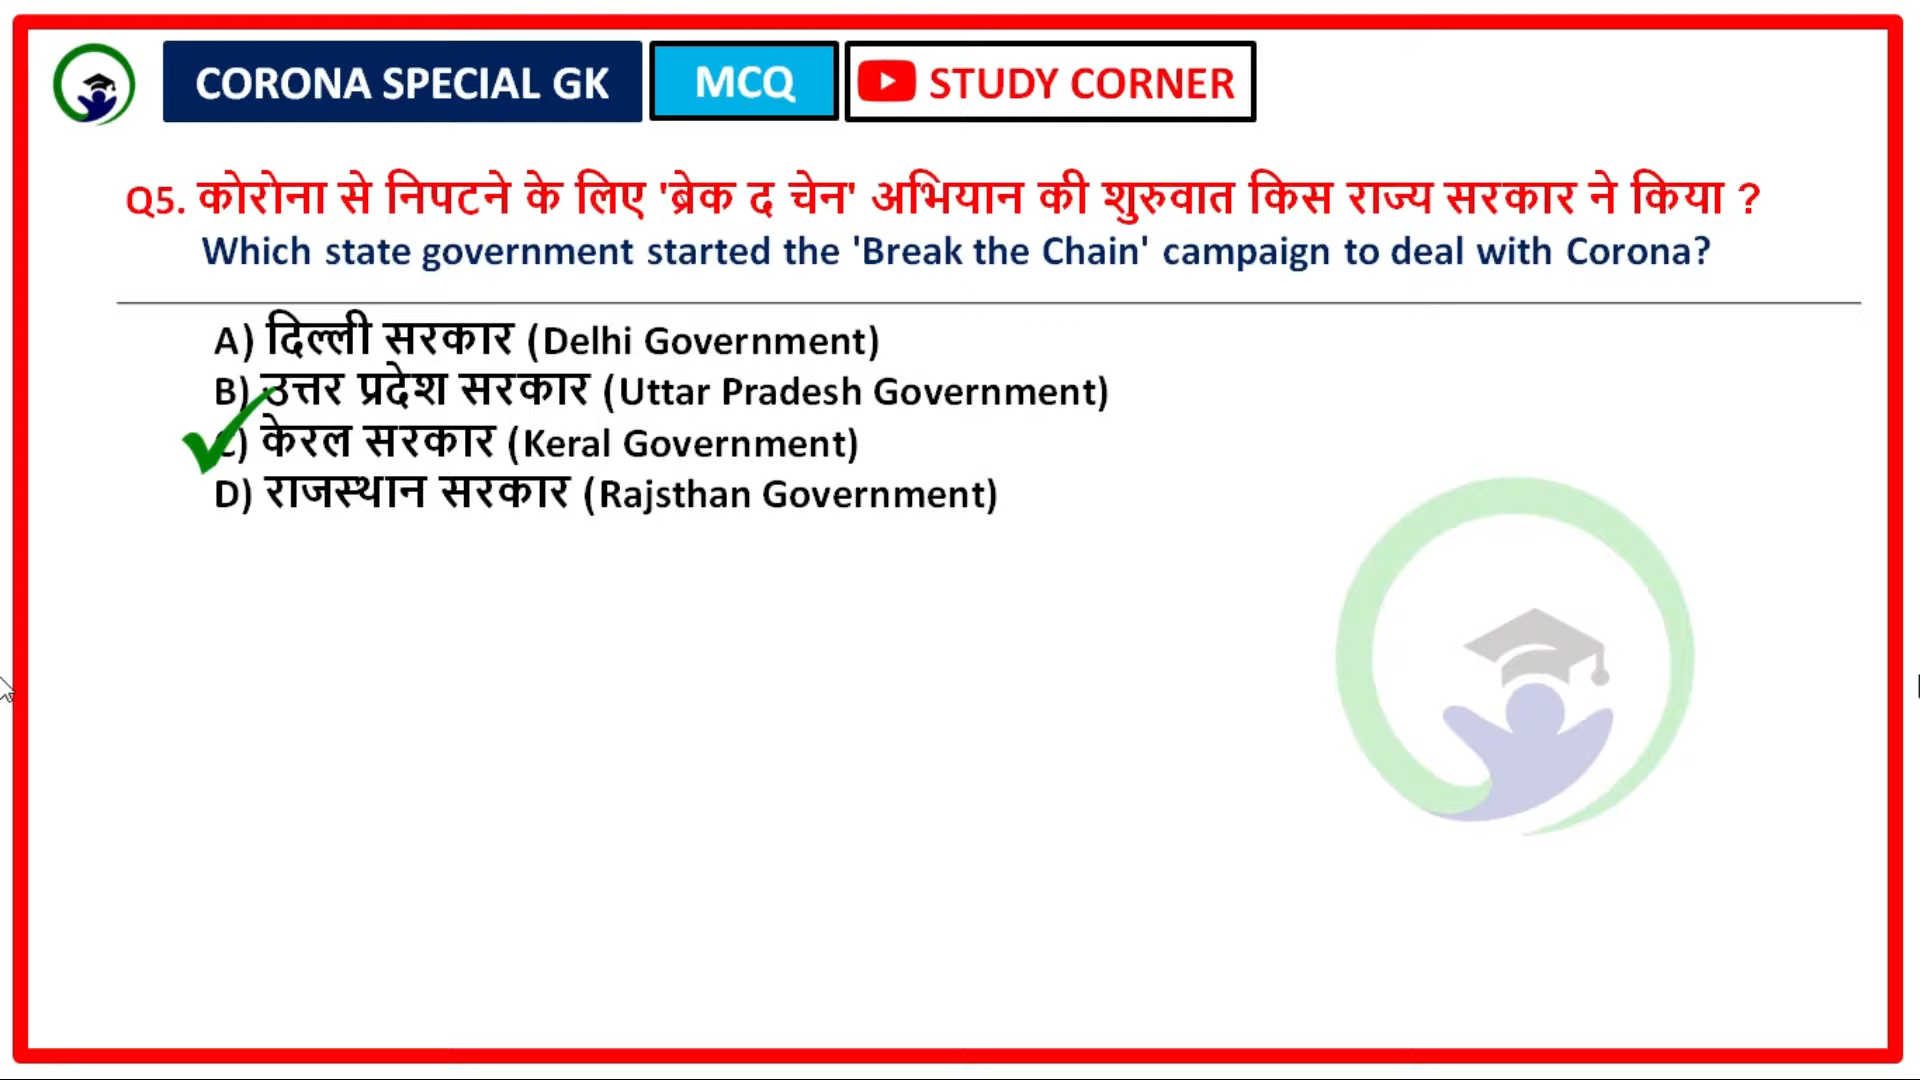 CORONA SPECIAL GK MCQ STUDY CORNER
Q5. कोरोना से निपटने के लिए 'ब्रेक द चेन' अभियान की शुरुवात किस राज्य सरकार ने किया ?
Which state government started the 'Break the Chain' campaign to deal with Corona?
A) दिल्ली सरकार (Delhi Government)
B) उत्तर प्रदेश सरकार (Uttar Pradesh Government)
C) केरल सरकार (Keral Government)
D) राजस्थान सरकार (Rajsthan Government)